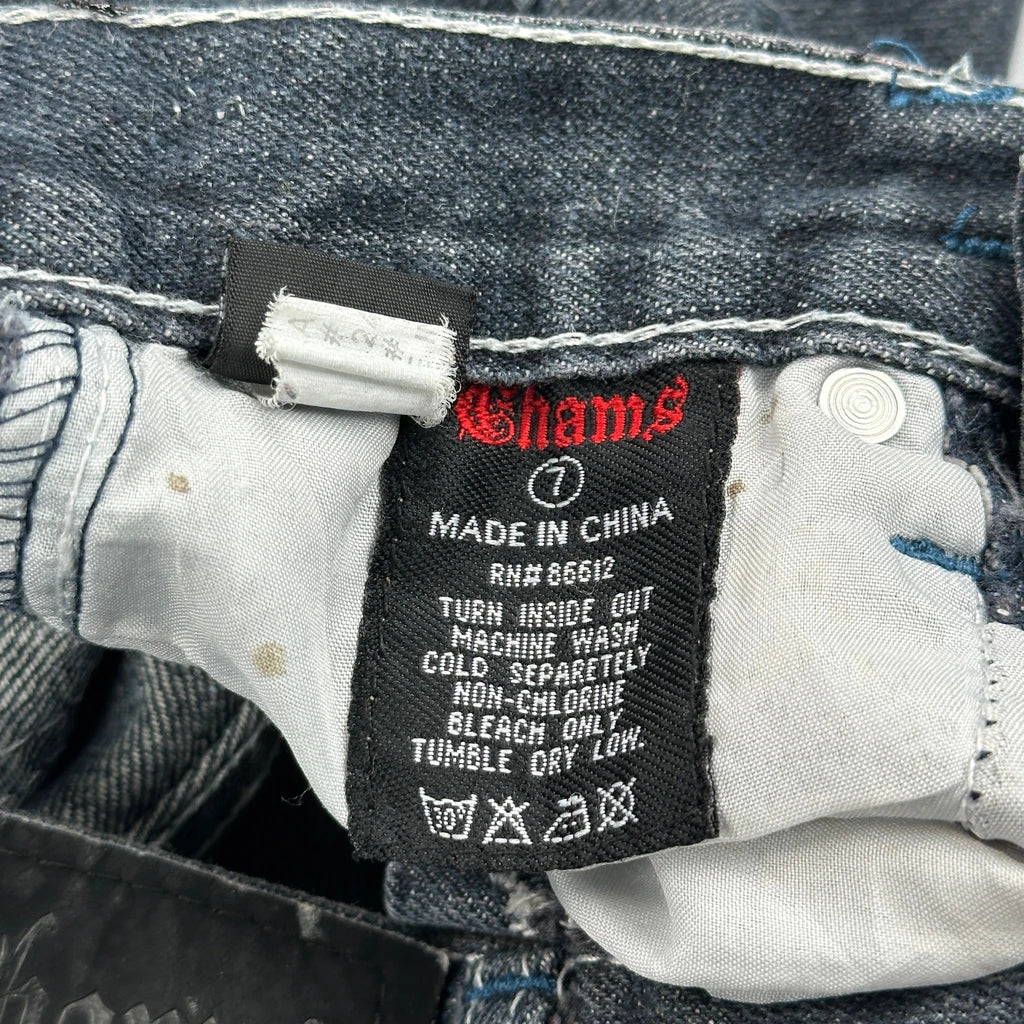 Chams
7
MADE IN CHINA
RN# 86612
TURN INSIDE OUT
MACHINE WASH
COLD SEPARETELY
NON-CHLORINE
BLEACH ONLY
TUMBLE DRY LOW.
30°